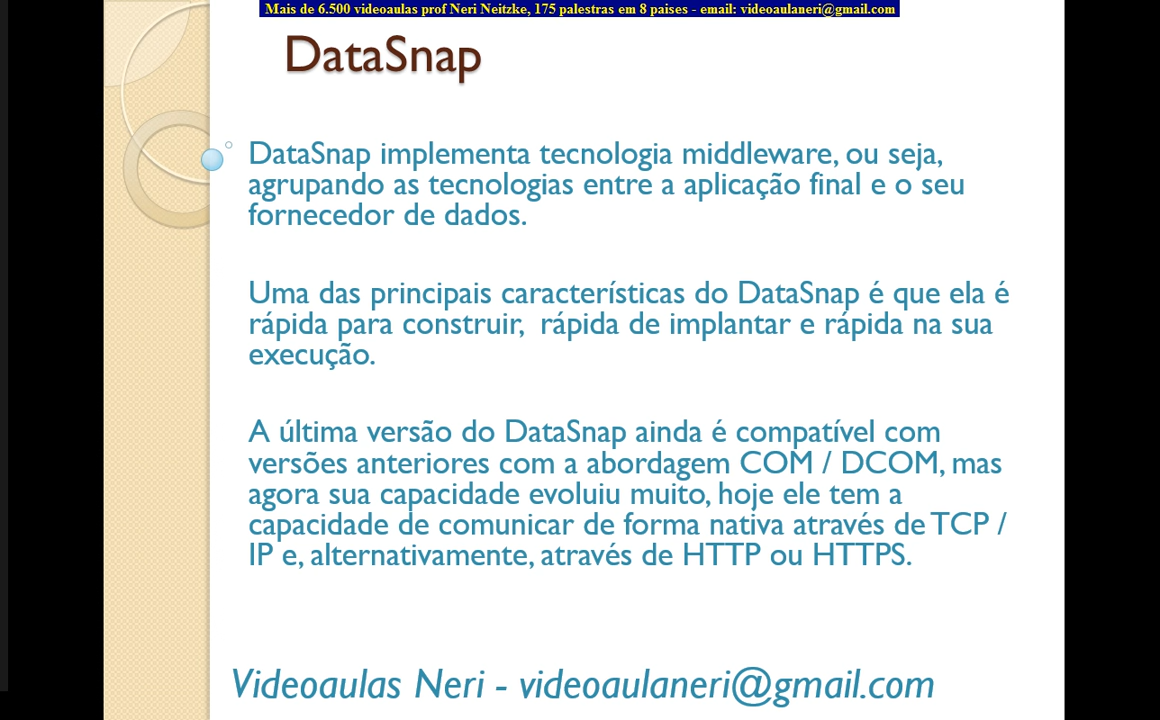 Mais de 6.500 videoaulas prof Neri Neitzke, 175 palestras em 8 paises - email: videoaulaneri@gmail.com
DataSnap
DataSnap implementa tecnologia middleware, ou seja,
agrupando as tecnologias entre a aplicação final e o seu
fornecedor de dados.
Uma das principais características do DataSnap é que ela é
rápida para construir,  rápida de implantar e rápida na sua
execução.
A última versão do DataSnap ainda é compatível com
versões anteriores com a abordagem COM / DCOM, mas
agora sua capacidade evoluiu muito, hoje ele tem a
capacidade de comunicar de forma nativa através de TCP /
IP e, alternativamente, através de HTTP ou HTTPS.
Videoaulas Neri - videoaulaneri@gmail.com